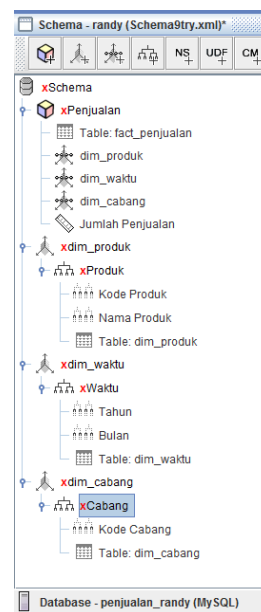 Schema - randy (Schema9try.xml)*
NS UDF CM
xSchema
xPenjualan
Table: fact_penjualan
dim_produk
dim_waktu
dim_cabang
Jumlah Penjualan
xdim_produk
xProduk
Kode Produk
Nama Produk
Table: dim_produk
xdim_waktu
xWaktu
Tahun
Bulan
Table: dim_waktu
xdim_cabang
xCabang
Kode Cabang
Table: dim_cabang
Database - penjualan_randy (MySQL)